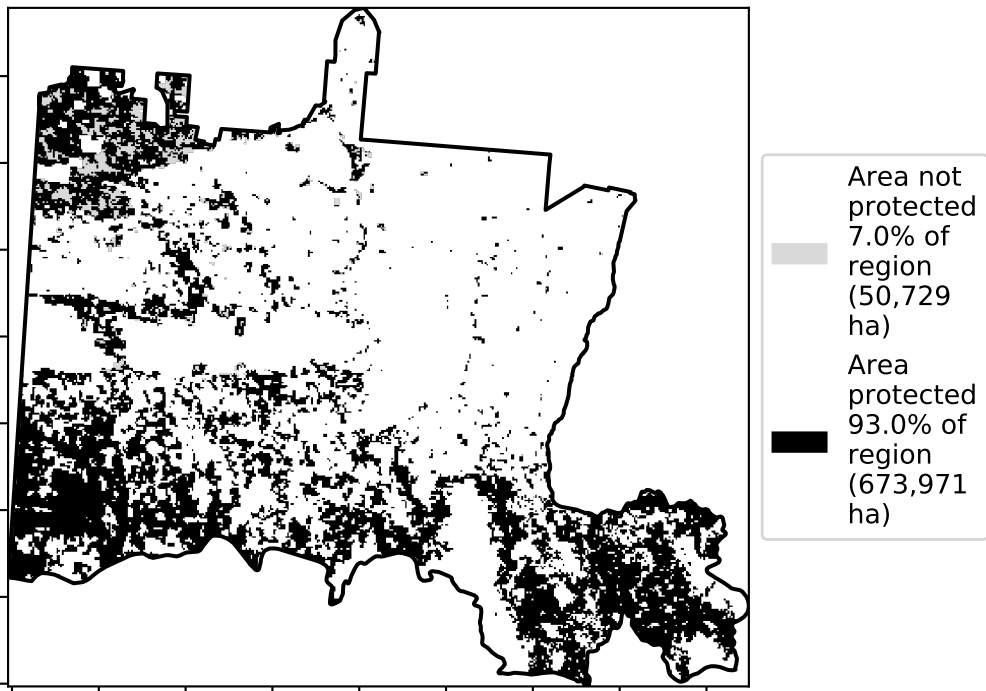 Area not
protected
7.0% of
region
(50,729
ha)
Area
protected
93.0% of
region
(673,971
ha)